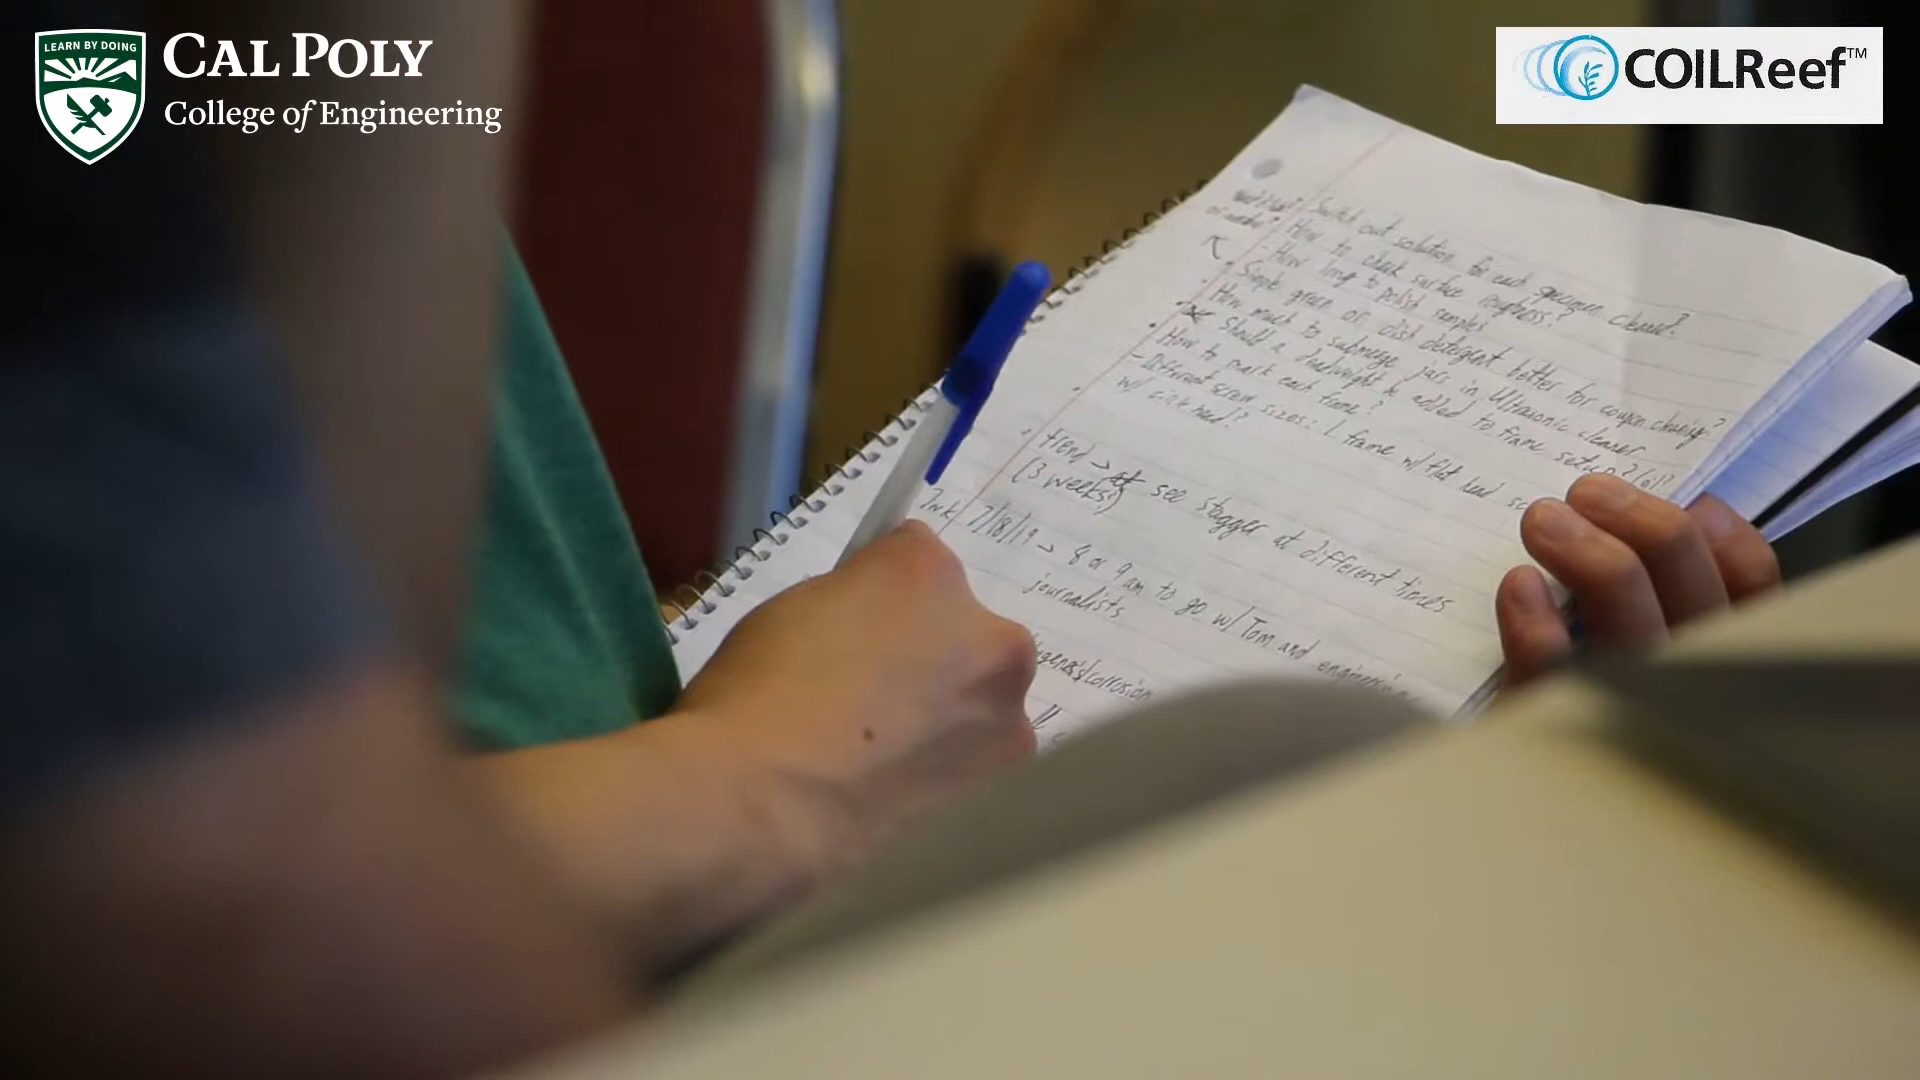 LEARN BY DOING
CAL POLY
College of Engineering
COILReef™
Switch out solution for each specimen cleaned?
How to check surface roughness?
- How long to polish samples
Simple green or dish detergent better for coupon cleaning?
How much to submerge jars in Ultrasonic cleaner
Should a deadweight be added to frame setup?
How to mark each frame?
- Different screw sizes: 1 frame w/ flat head
w/ head?
trend → see stagger at different times
(3 weeks!)
7/18/19 → 8 or 9 am to go w/ Tom and
journalists
/corrosion